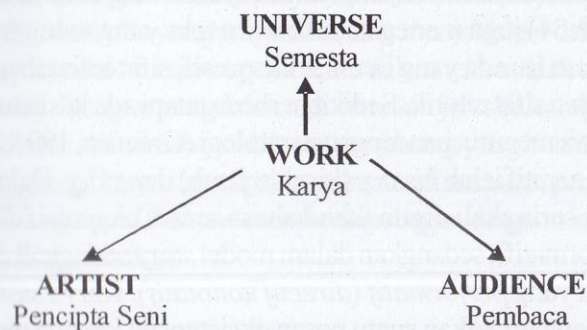 UNIVERSE
Semesta
WORK
Karya
ARTIST
Pencipta Seni
AUDIENCE
Pembaca